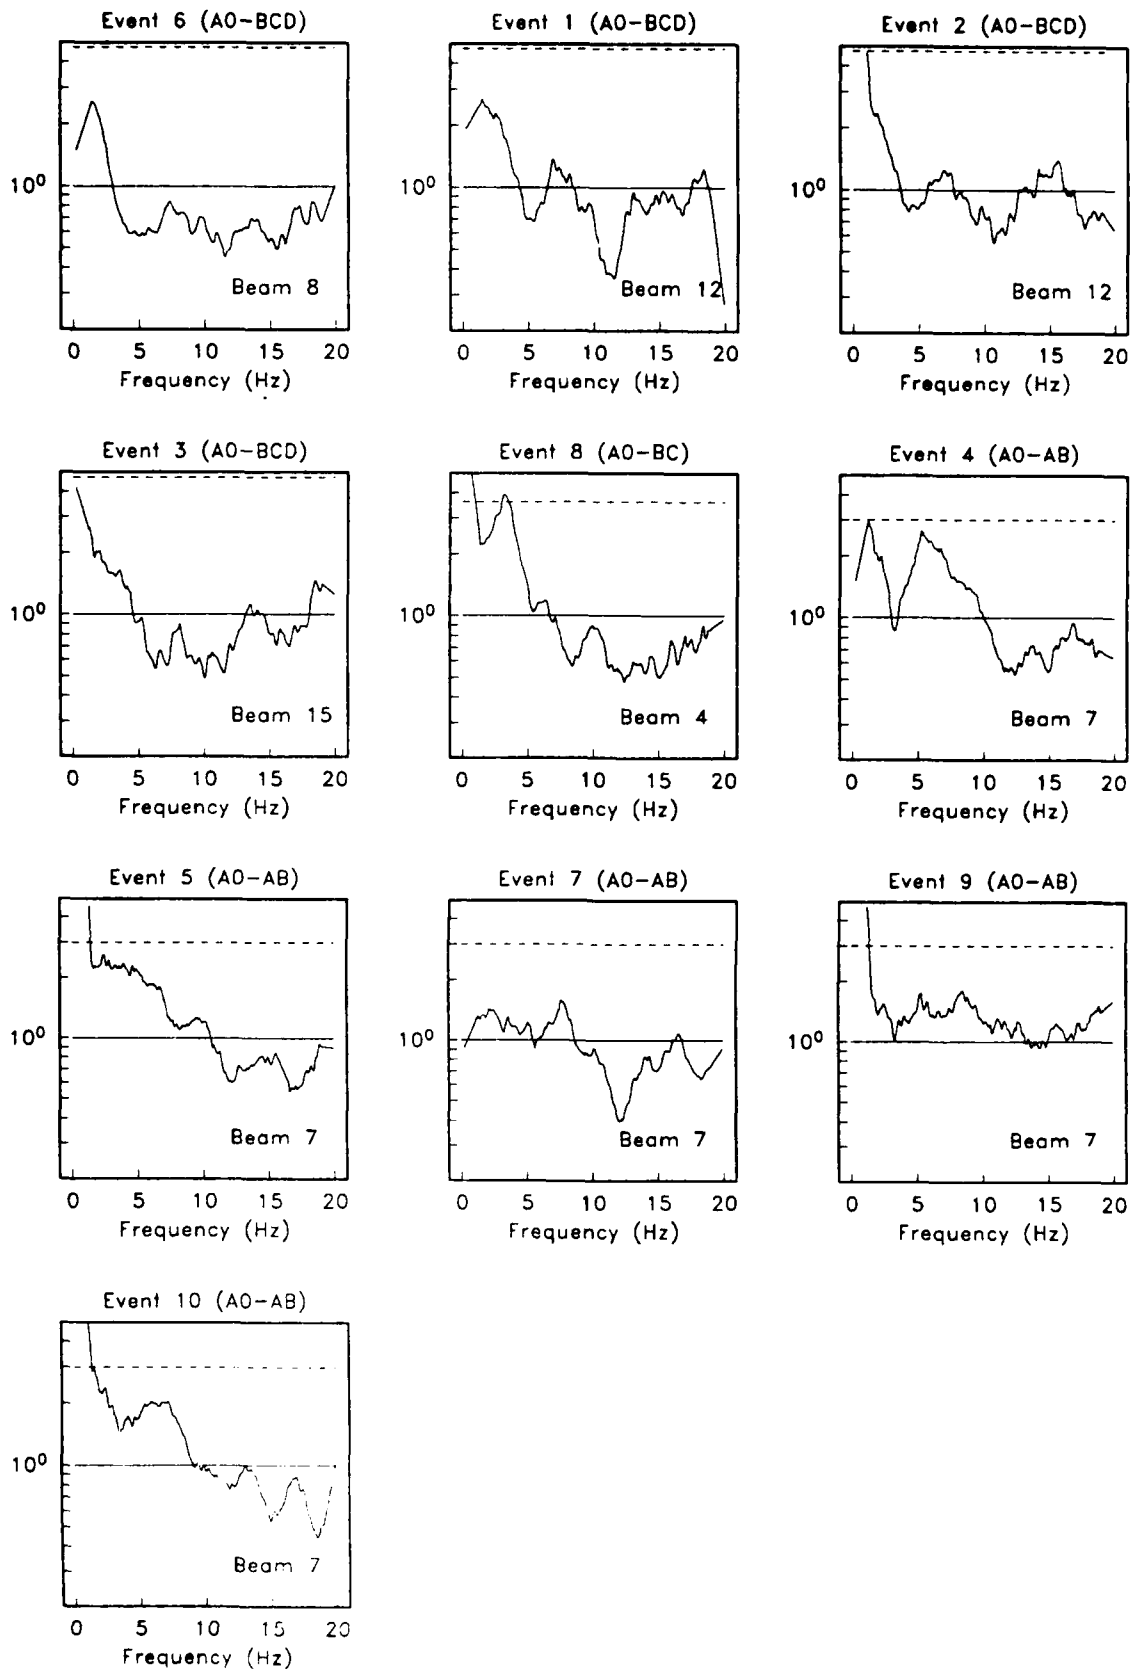 Event 6 (A0-BCD)
10⁰
Beam 8
0 5 10 15 20
Frequency (Hz)
Event 1 (A0-BCD)
10⁰
Beam 12
0 5 10 15 20
Frequency (Hz)
Event 2 (A0-BCD)
10⁰
Beam 12
0 5 10 15 20
Frequency (Hz)
Event 3 (A0-BCD)
10⁰
Beam 15
0 5 10 15 20
Frequency (Hz)
Event 8 (A0-BC)
10⁰
Beam 4
0 5 10 15 20
Frequency (Hz)
Event 4 (A0-AB)
10⁰
Beam 7
0 5 10 15 20
Frequency (Hz)
Event 5 (A0-AB)
10⁰
Beam 7
0 5 10 15 20
Frequency (Hz)
Event 7 (A0-AB)
10⁰
Beam 7
0 5 10 15 20
Frequency (Hz)
Event 9 (A0-AB)
10⁰
Beam 7
0 5 10 15 20
Frequency (Hz)
Event 10 (A0-AB)
10⁰
Beam 7
0 5 10 15 20
Frequency (Hz)